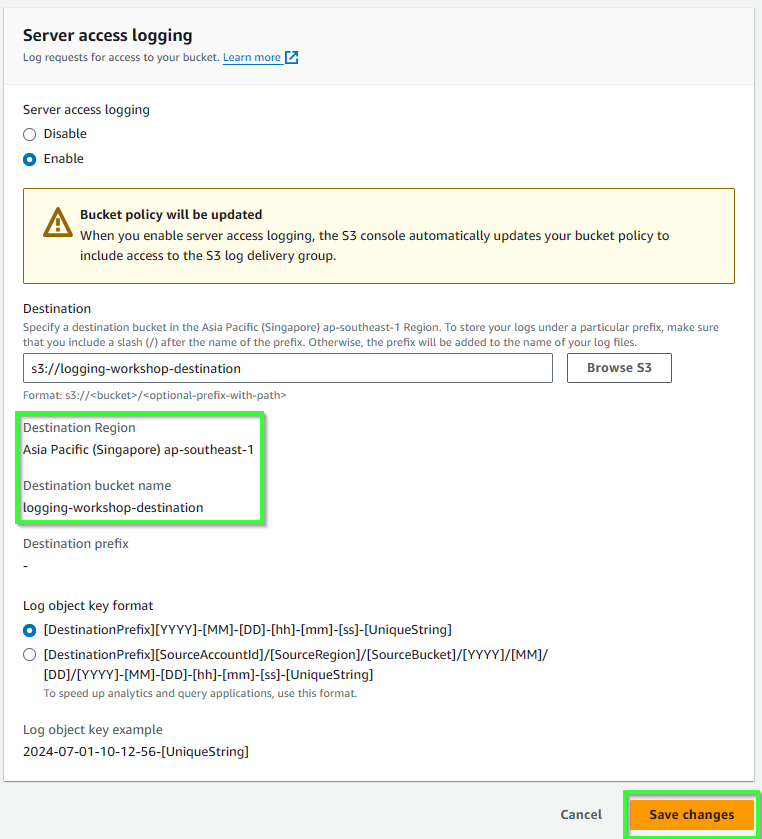 Server access logging
Log requests for access to your bucket. Learn more
Server access logging
Disable
Enable
Bucket policy will be updated
When you enable server access logging, the S3 console automatically updates your bucket policy to
include access to the S3 log delivery group.
Destination
Specify a destination bucket in the Asia Pacific (Singapore) ap-southeast-1 Region. To store your logs under a particular prefix, make sure
that you include a slash (/) after the name of the prefix. Otherwise, the prefix will be added to the name of your log files.
s3://logging-workshop-destination
Browse S3
Format: s3://<bucket>/<optional-prefix-with-path>
Destination Region
Asia Pacific (Singapore) ap-southeast-1
Destination bucket name
logging-workshop-destination
Destination prefix
-
Log object key format
[DestinationPrefix][YYYY]-[MM]-[DD]-[hh]-[mm]-[ss]-[UniqueString]
[DestinationPrefix][SourceAccountId]/[SourceRegion]/[SourceBucket]/[YYYY]/[MM]/
[DD]/[YYYY]-[MM]-[DD]-[hh]-[mm]-[ss]-[UniqueString]
To speed up analytics and query applications, use this format.
Log object key example
2024-07-01-10-12-56-[UniqueString]
Cancel
Save changes